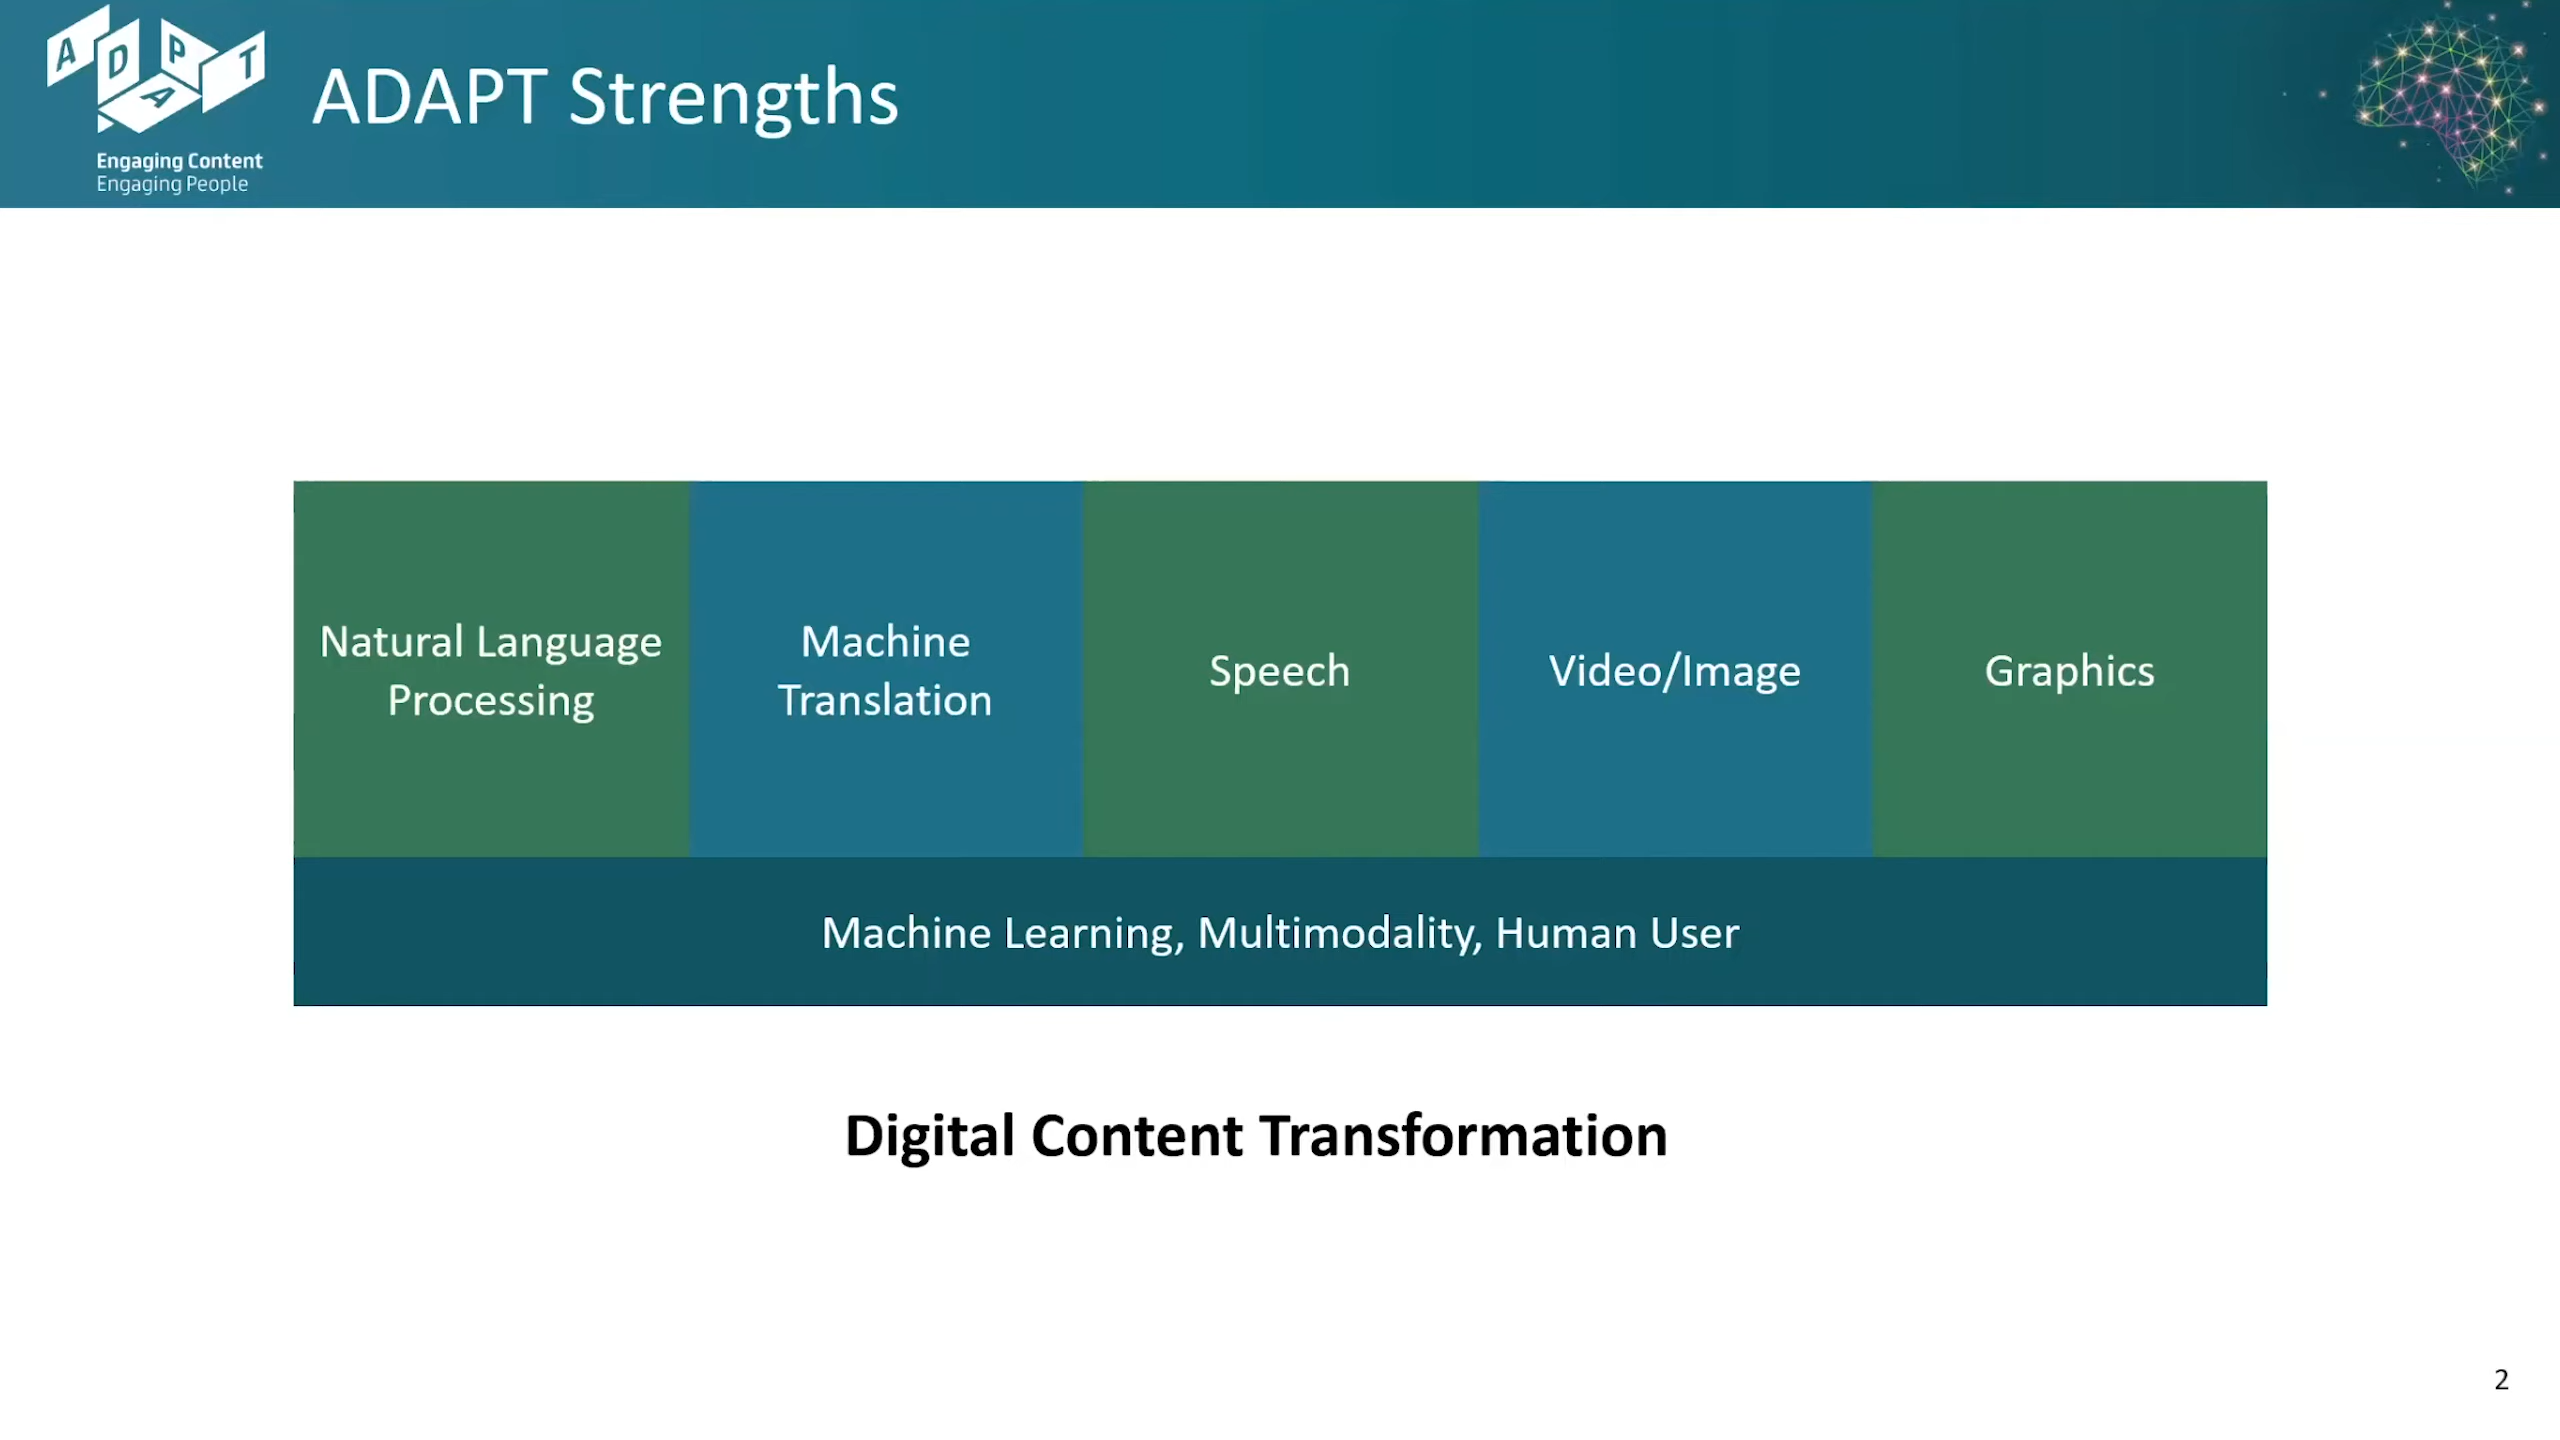 ADAPT
Engaging Content
Engaging People
ADAPT Strengths
Natural Language
Processing
Machine
Translation
Speech
Video/Image
Graphics
Machine Learning, Multimodality, Human User
Digital Content Transformation
2